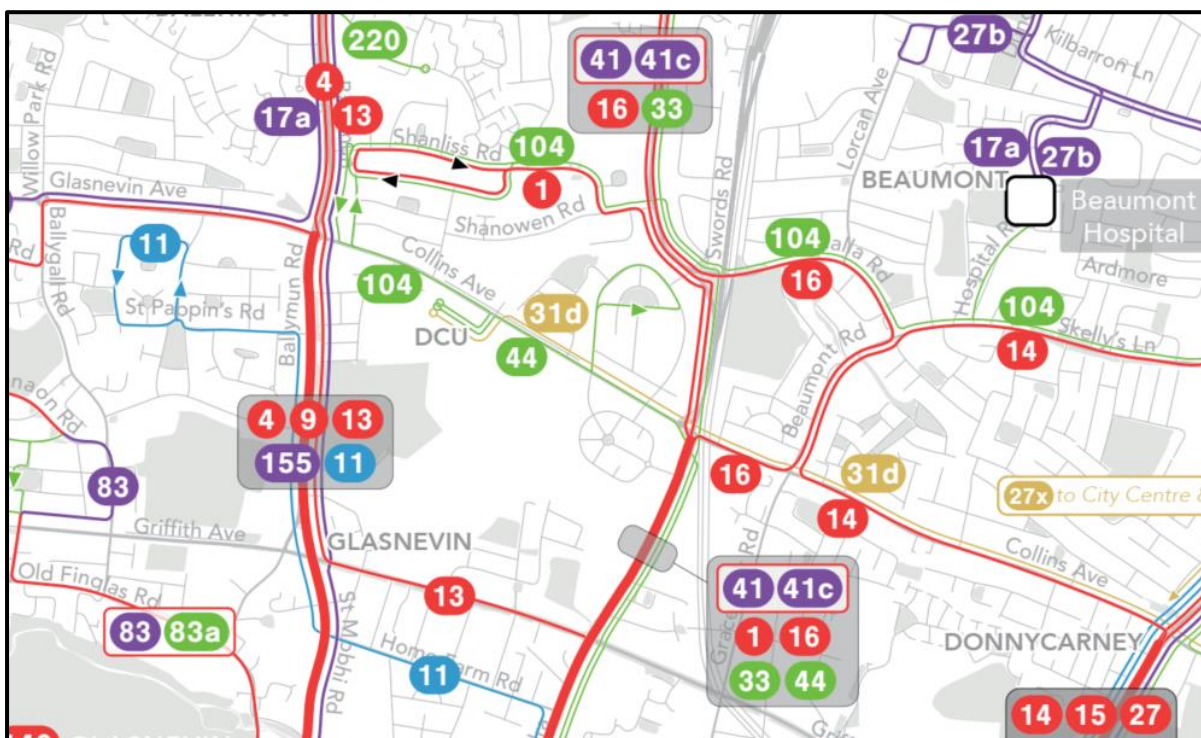 220
27b
Kilbarron Ln
41 41c
16 33
4
17a 13
Willow Park Rd
Lorcan Ave
Shanliss Rd
104
1
17a 27b
BEAUMONT
Beaumont
Hospital
Glasnevin Ave
Shanowen Rd
Swords Rd
11
104
16
Ardmore
Rd
Ballygall Rd
Collins Ave
104
31d
104
Skelly's Ln
14
St Pappin's Rd
Ballymun Rd
DCU
44
Beaumont Rd
4 9 13
155 11
16
31d
14
27x to City Centre
83
Griffith Ave
GLASNEVIN
Collins Ave
Old Finglas Rd
13
41 41c
1 16
33 44
83 83a
St Mobhi Rd
Home Farm Rd
11
DONNYCARNEY
14 15 27